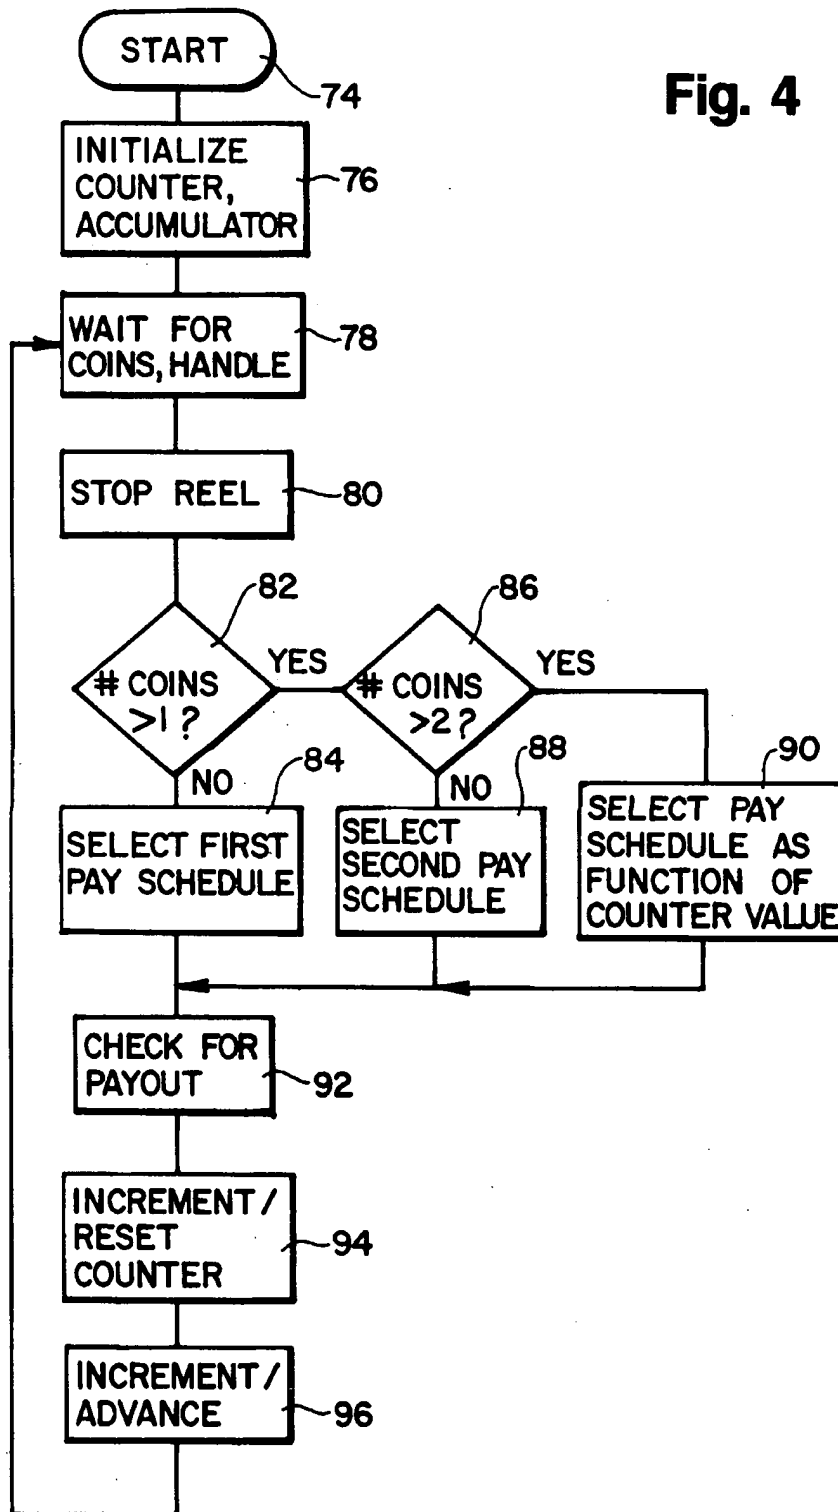 START
74
Fig. 4
INITIALIZE
COUNTER,
ACCUMULATOR
76
WAIT FOR
COINS, HANDLE
78
STOP REEL
80
82
86
# COINS
>1?
YES
# COINS
>2?
YES
NO
84
NO
88
90
SELECT FIRST
PAY SCHEDULE
SELECT
SECOND PAY
SCHEDULE
SELECT PAY
SCHEDULE AS
FUNCTION OF
COUNTER VALUE
CHECK FOR
PAYOUT
92
INCREMENT/
RESET
COUNTER
94
INCREMENT/
ADVANCE
96